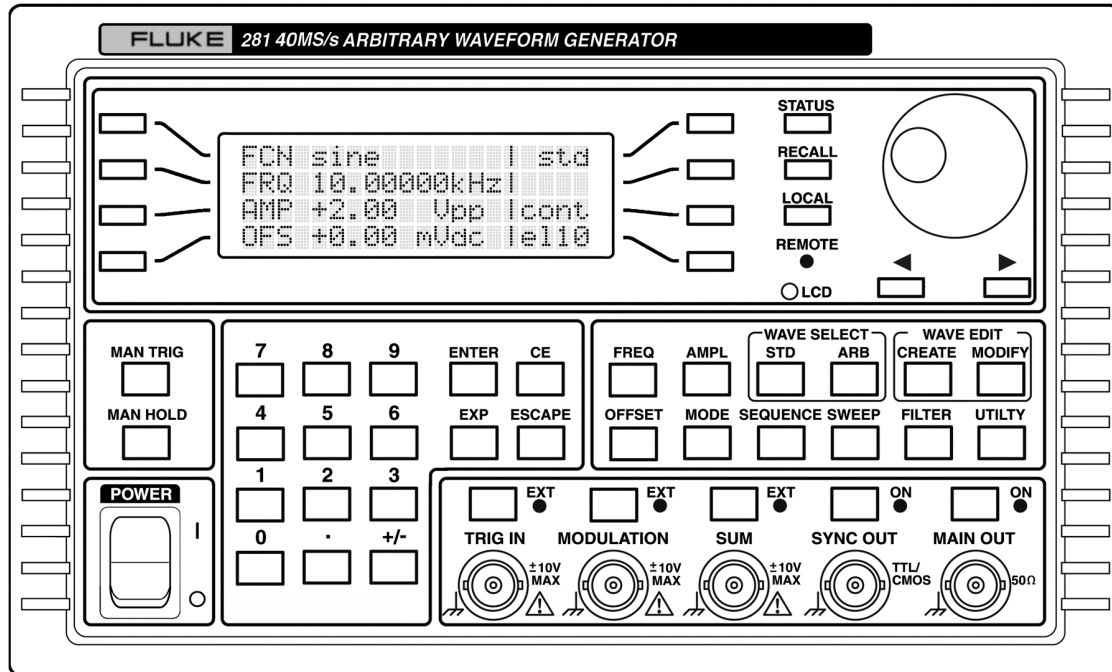 FLUKE 281 40MS/s ARBITRARY WAVEFORM GENERATOR
STATUS
RECALL
LOCAL
REMOTE
LCD
FCN sine | std
FRQ 10.00000kHz|
AMP +2.00 Vpp |cont
OFS +0.00 mVdc |el10
MAN TRIG
MAN HOLD
7 8 9 ENTER CE
4 5 6 EXP ESCAPE
1 2 3
0 . +/-
WAVE SELECT WAVE EDIT
FREQ AMPL STD ARB CREATE MODIFY
OFFSET MODE SEQUENCE SWEEP FILTER UTILTY
POWER
I
O
EXT EXT EXT ON ON
TRIG IN MODULATION SUM SYNC OUT MAIN OUT
±10V MAX
±10V MAX
±10V MAX
TTL/CMOS
50Ω